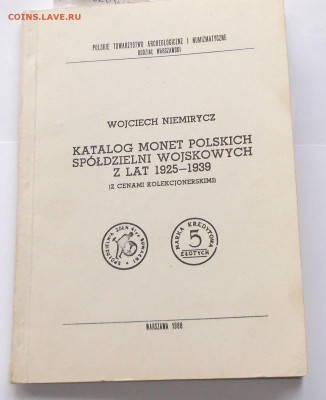 COINS.LAVE.RU
POLSKIE TOWARZYSTWO ARCHEOLOGICZNE I NUMIZMATYCZNE
ODDZIAŁ WARSZAWSKI
WOJCIECH NIEMIRYCZ
KATALOG MONET POLSKICH
SPÓŁDZIELNI WOJSKOWYCH
Z LAT 1925—1939
(Z CENAMI KOLEKCJONERSKIMI)
MARKA KREDYTOWA
5
ZŁOTYCH
WARSZAWA 1988